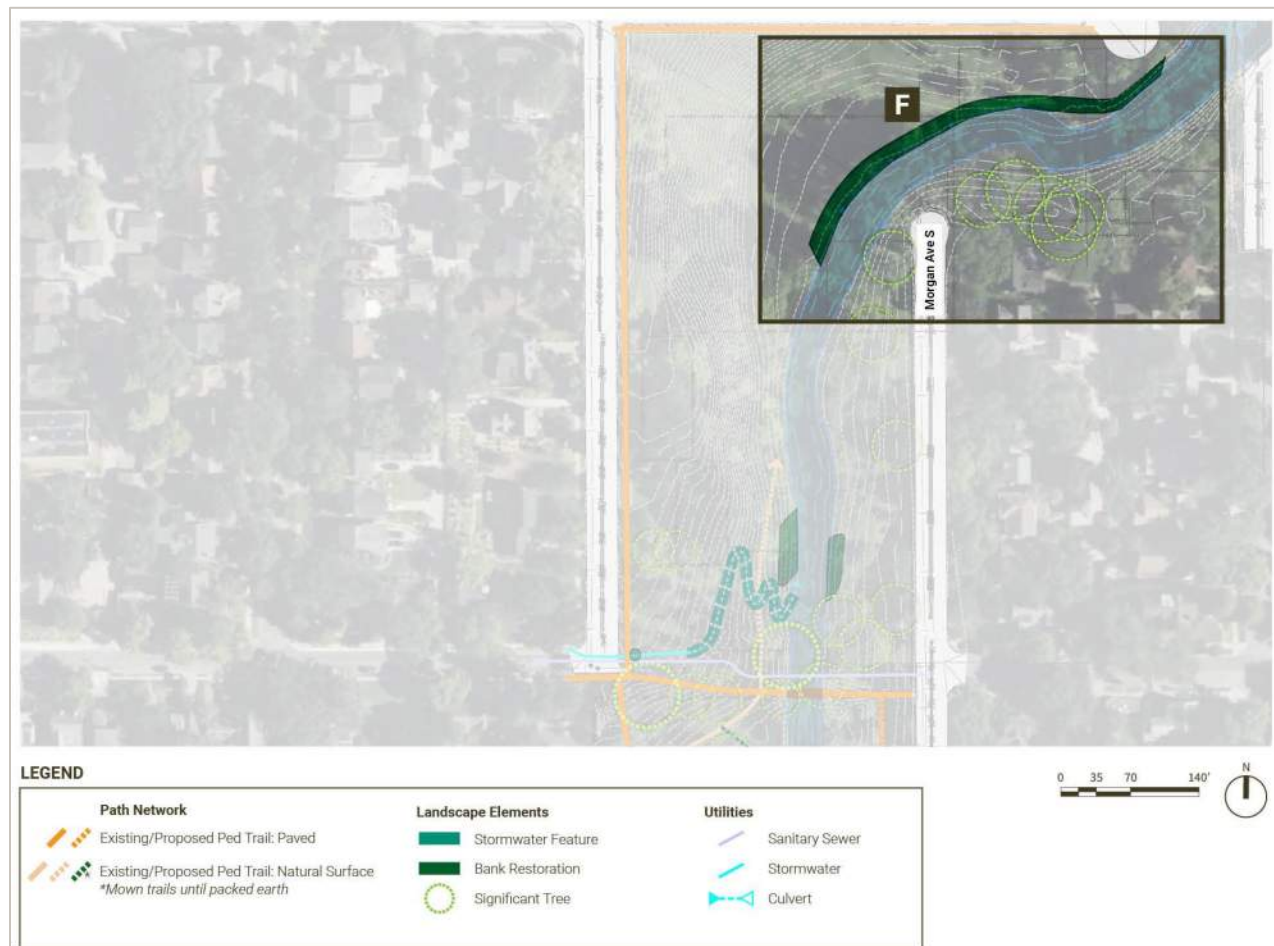 F
Morgan Ave S
LEGEND
Path Network
Existing/Proposed Ped Trail: Paved
Existing/Proposed Ped Trail: Natural Surface
*Mown trails until packed earth
Landscape Elements
Stormwater Feature
Bank Restoration
Significant Tree
Utilities
Sanitary Sewer
Stormwater
Culvert
0 35 70 140'
N